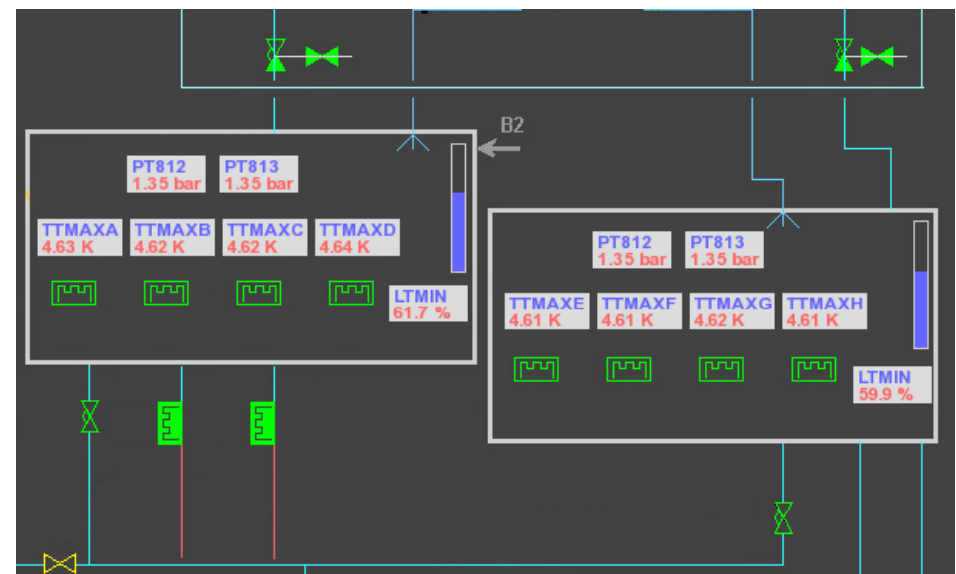 B2
PT812 PT813
1.35 bar 1.35 bar
TTMAXA TTMAXB TTMAXC TTMAXD
4.63 K 4.62 K 4.62 K 4.64 K
LTMIN
61.7 %
PT812 PT813
1.35 bar 1.35 bar
TTMAXE TTMAXF TTMAXG TTMAXH
4.61 K 4.61 K 4.62 K 4.61 K
LTMIN
59.9 %